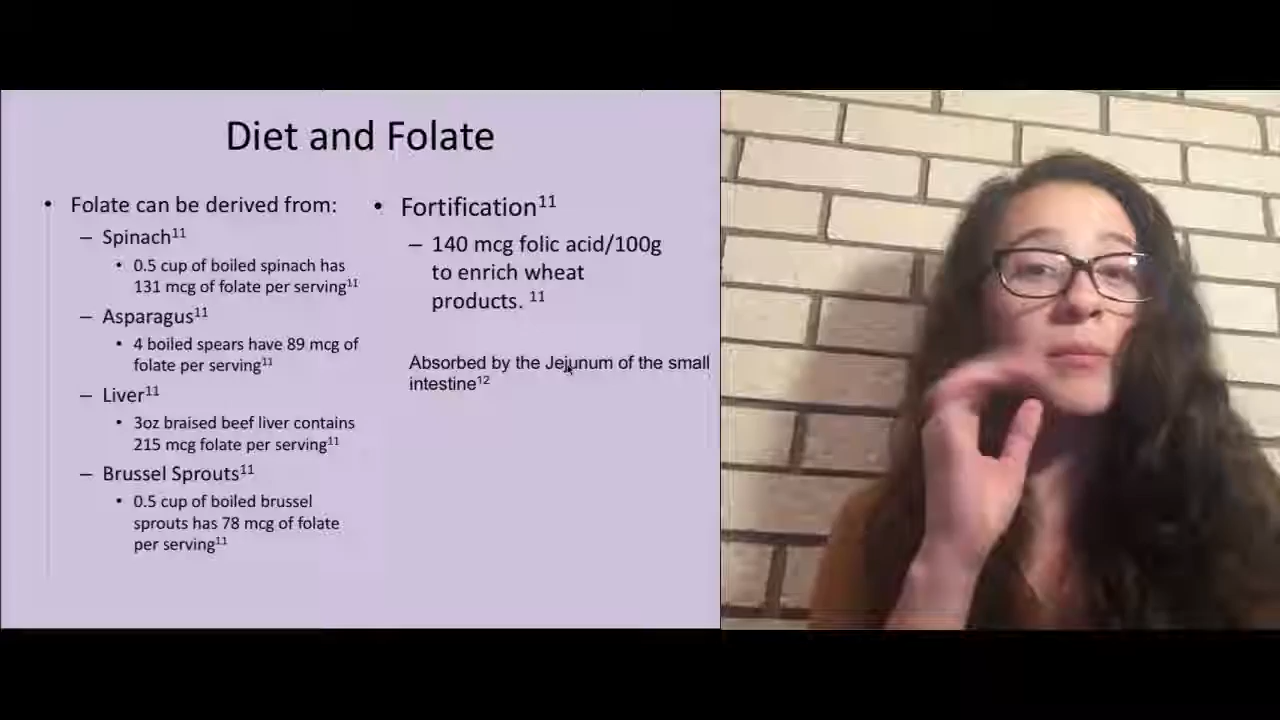 Diet and Folate
• Folate can be derived from:
– Spinach¹¹
• 0.5 cup of boiled spinach has
131 mcg of folate per serving¹¹
– Asparagus¹¹
• 4 boiled spears have 89 mcg of
folate per serving¹¹
– Liver¹¹
• 3oz braised beef liver contains
215 mcg folate per serving¹¹
– Brussel Sprouts¹¹
• 0.5 cup of boiled brussel
sprouts has 78 mcg of folate
per serving¹¹
• Fortification¹¹
– 140 mcg folic acid/100g
to enrich wheat
products. ¹¹
Absorbed by the Jejunum of the small
intestine¹²